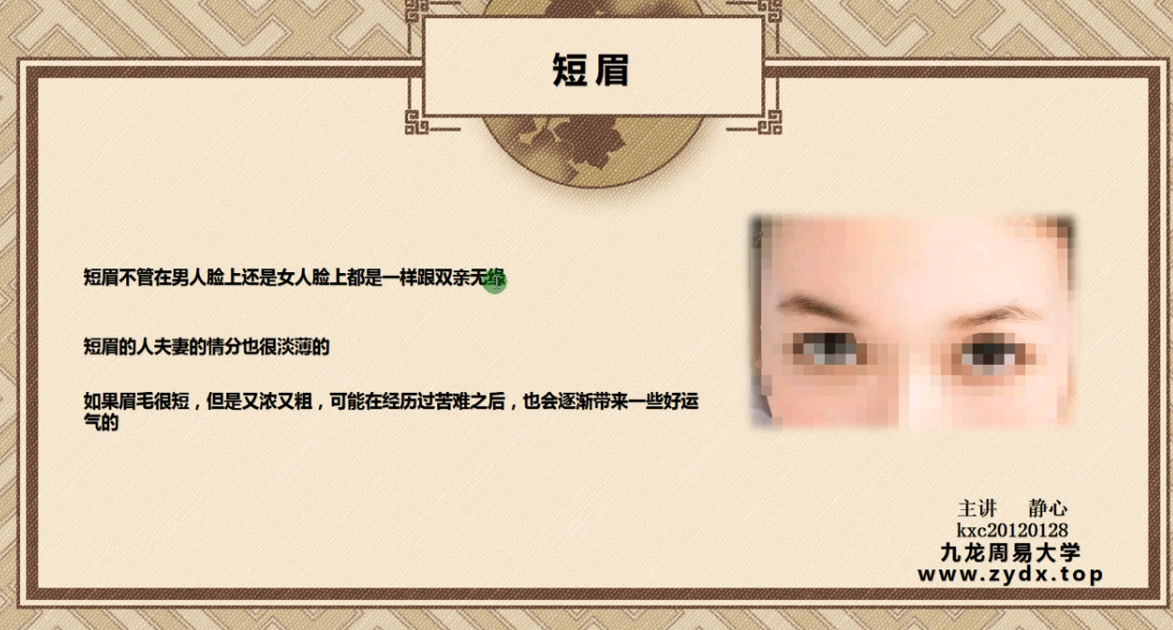 短眉
短眉不管在男人脸上还是女人脸上都是一样跟双亲无缘
短眉的人夫妻的情分也很淡薄的
如果眉毛很短，但是又浓又粗，可能在经历过苦难之后，也会逐渐带来一些好运
气的
主讲 静心
kxc20120128
九龙周易大学
www.zydx.top